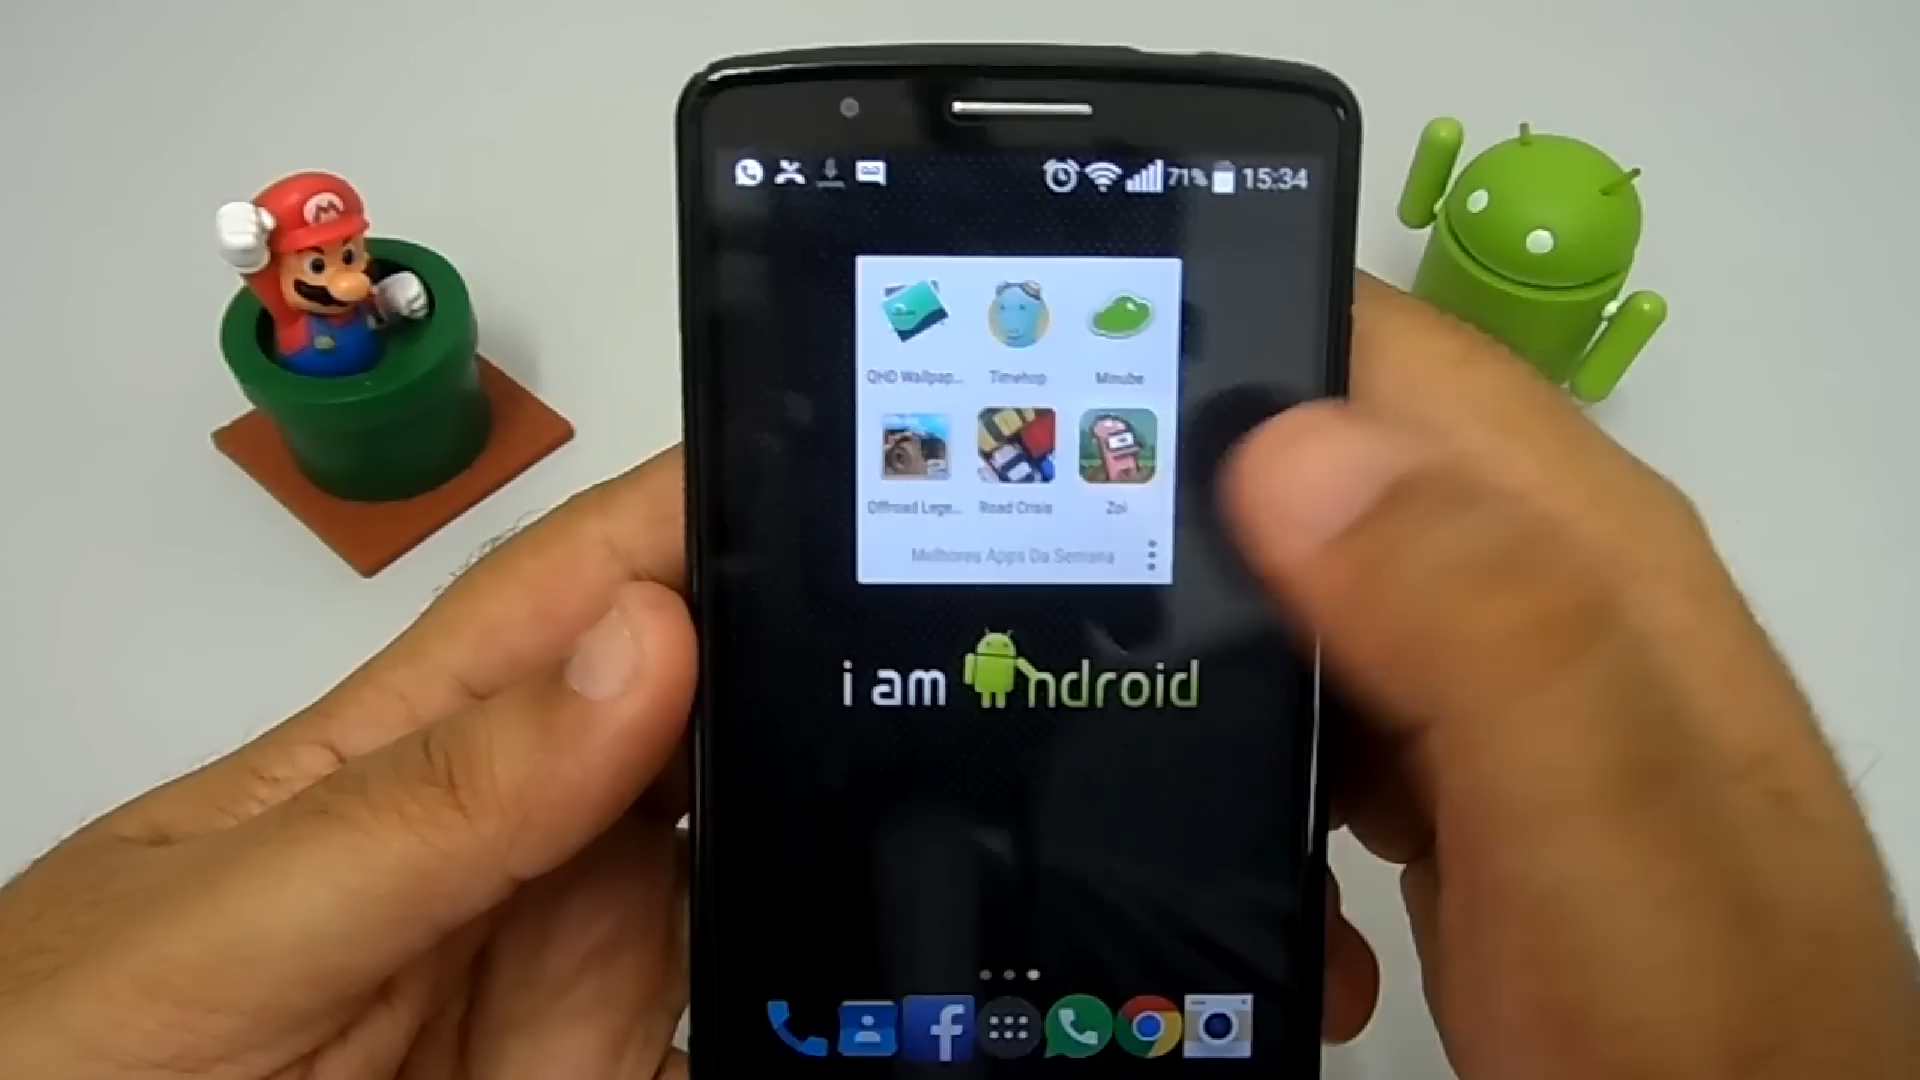 M
71% 15:34
QHD Wallpap... Timehop Minube
Offroad Lege... Road Crisis Zoi
Melhores Apps Da Semana
i am ndroid
f